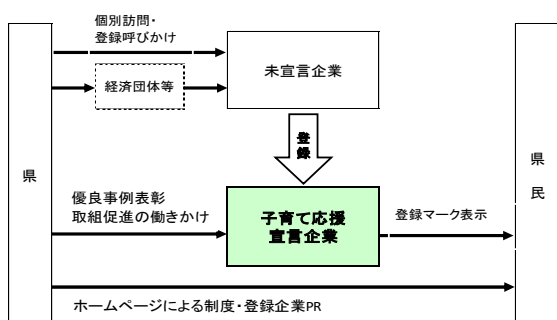 個別訪問・
登録呼びかけ
未宣言企業
経済団体等
登録
県
県民
優良事例表彰
取組促進の働きかけ
子育て応援
宣言企業
登録マーク表示
ホームページによる制度・登録企業PR